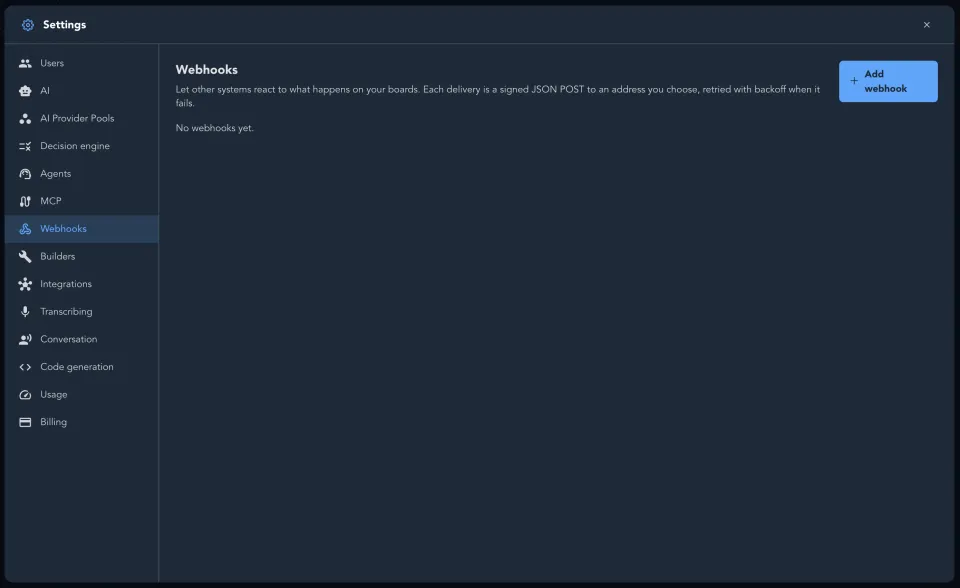 Settings
Users
AI
AI Provider Pools
Decision engine
Agents
MCP
Webhooks
Builders
Integrations
Transcribing
Conversation
Code generation
Usage
Billing
Webhooks
Let other systems react to what happens on your boards. Each delivery is a signed JSON POST to an address you choose, retried with backoff when it
fails.
No webhooks yet.
Add
webhook